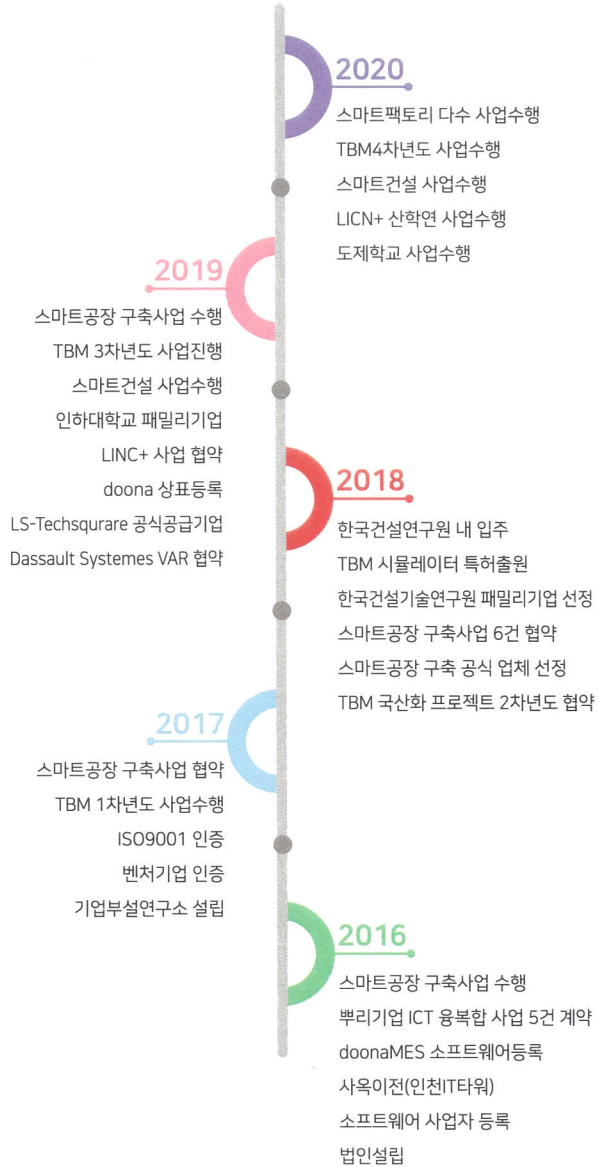 2020
스마트팩토리 다수 사업수행
TBM4차년도 사업수행
스마트건설 사업수행
LICN+ 산학연 사업수행
도제학교 사업수행
2019
스마트공장 구축사업 수행
TBM 3차년도 사업진행
스마트건설 사업수행
인하대학교 패밀리기업
LINC+ 사업 협약
doona 상표등록
LS-Techsqurare 공식공급기업
Dassault Systemes VAR 협약
2018
한국건설연구원 내 입주
TBM 시뮬레이터 특허출원
한국건설기술연구원 패밀리기업 선정
스마트공장 구축사업 6건 협약
스마트공장 구축 공식 업체 선정
TBM 국산화 프로젝트 2차년도 협약
2017
스마트공장 구축사업 협약
TBM 1차년도 사업수행
ISO9001 인증
벤처기업 인증
기업부설연구소 설립
2016
스마트공장 구축사업 수행
뿌리기업 ICT 융복합 사업 5건 계약
doonaMES 소프트웨어등록
사옥이전(인천IT타워)
소프트웨어 사업자 등록
법인설립